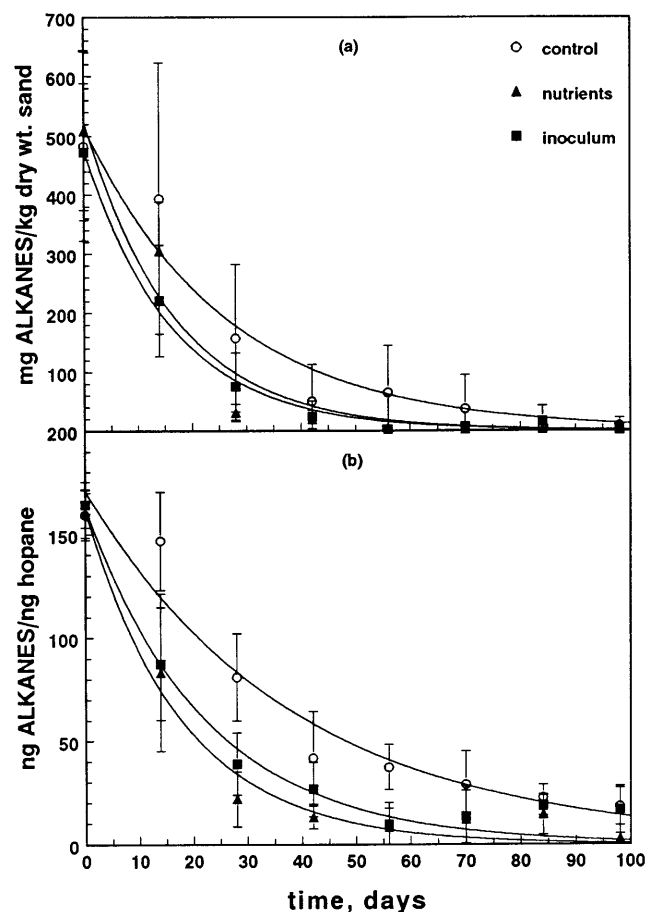 700
600
500
400
300
200
100
200
150
100
50
0
(a)
control
nutrients
inoculum
mg ALKANES/kg dry wt. sand
(b)
ng ALKANES/ng hopane
0 10 20 30 40 50 60 70 80 90 100
time, days